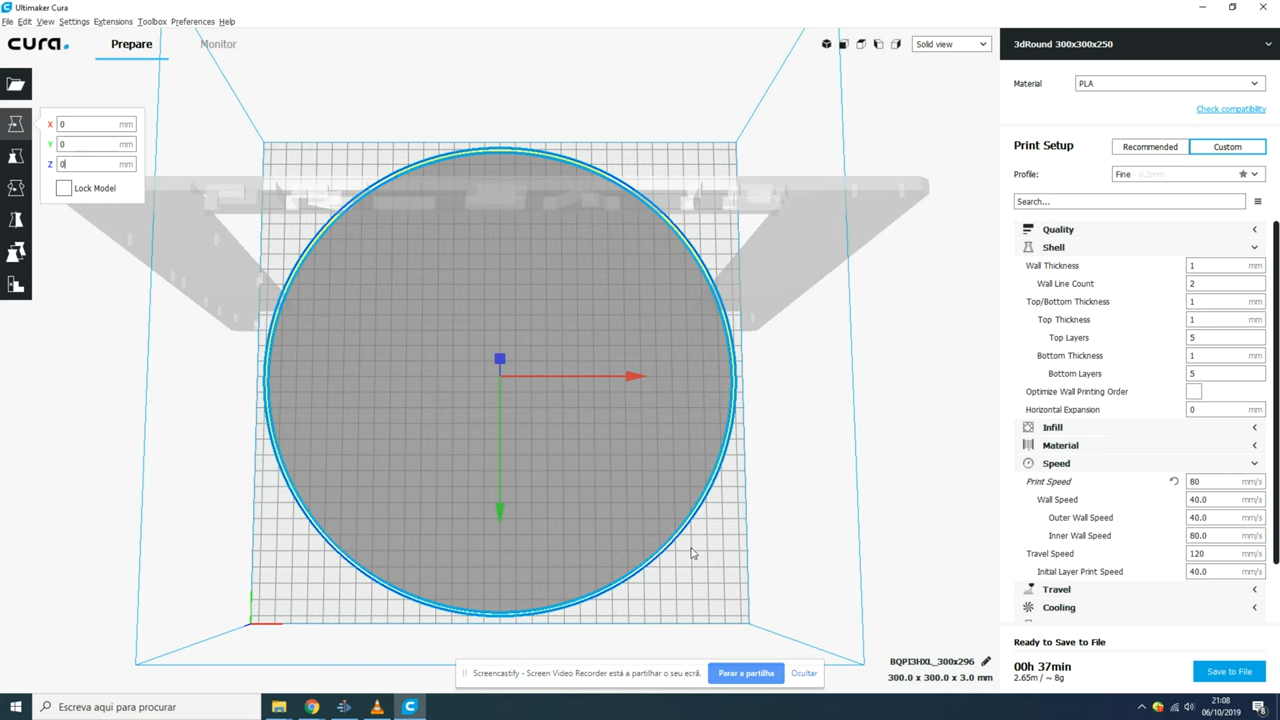 Ultimaker Cura
File Edit View Settings Extensions Toolbox Preferences Help
cura.
Prepare
Monitor
Solid view
X 0 mm
Y 0 mm
Z 0 mm
Lock Model
3dRound 300x300x250
Material PLA
Check compatibility
Print Setup Recommended Custom
Profile: Fine - 0.2mm
Search...
Quality
Shell
Wall Thickness 1 mm
Wall Line Count 2
Top/Bottom Thickness 1 mm
Top Thickness 1 mm
Top Layers 5
Bottom Thickness 1 mm
Bottom Layers 5
Optimize Wall Printing Order
Horizontal Expansion 0 mm
Infill
Material
Speed
Print Speed 80 mm/s
Wall Speed 40.0 mm/s
Outer Wall Speed 40.0 mm/s
Inner Wall Speed 80.0 mm/s
Travel Speed 120 mm/s
Initial Layer Print Speed 40.0 mm/s
Travel
Cooling
Ready to Save to File
00h 37min
2.65m / ~ 8g
Save to File
BQPI3HXL_300x296
300.0 x 300.0 x 3.0 mm
Screencastify - Screen Video Recorder está a partilhar o seu ecrã.
Parar a partilha
Ocultar
Escreva aqui para procurar
21:08
06/10/2019
8